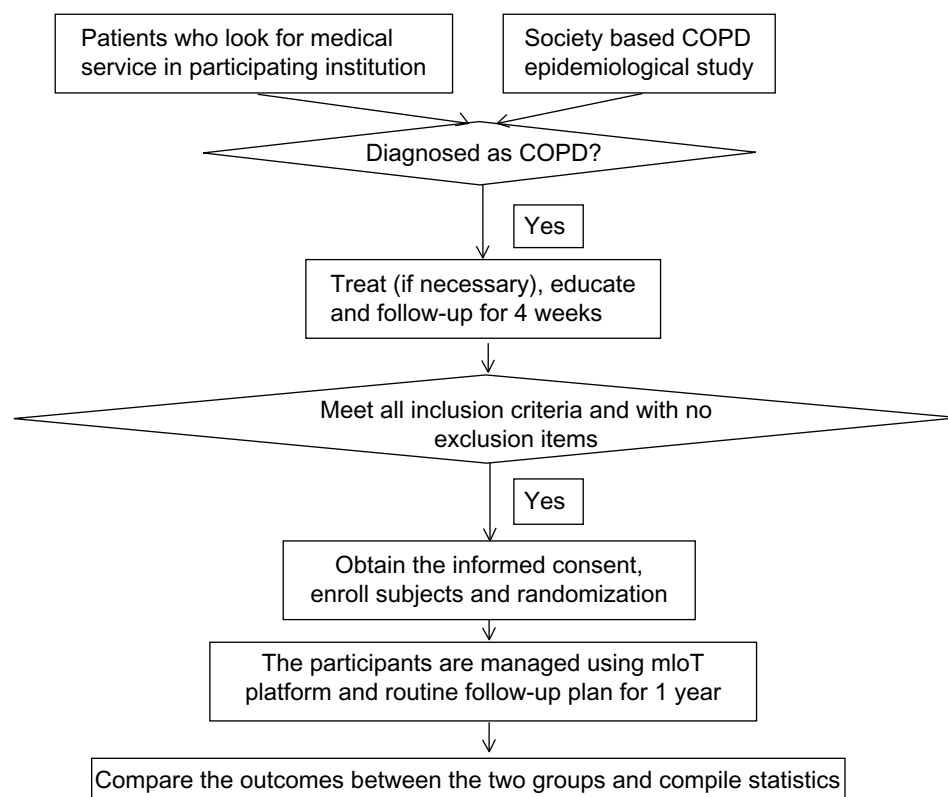 Patients who look for medical
service in participating institution
Society based COPD
epidemiological study
Diagnosed as COPD?
Yes
Treat (if necessary), educate
and follow-up for 4 weeks
Meet all inclusion criteria and with no
exclusion items
Yes
Obtain the informed consent,
enroll subjects and randomization
The participants are managed using mIoT
platform and routine follow-up plan for 1 year
Compare the outcomes between the two groups and compile statistics